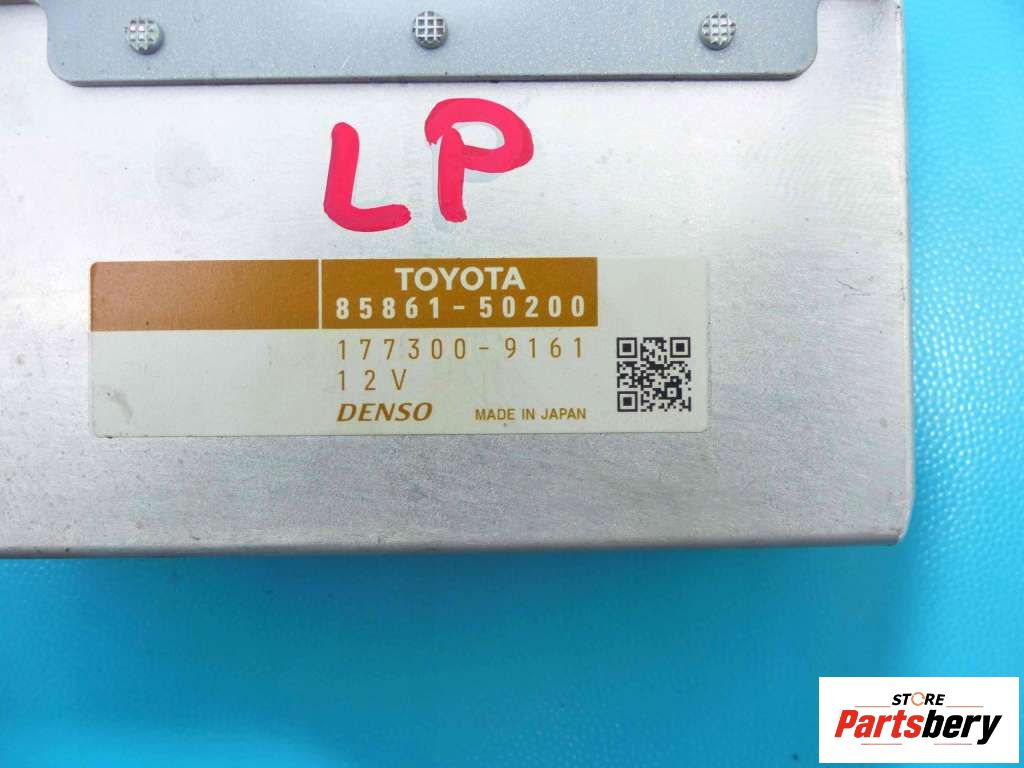 LP
TOYOTA
85861-50200
177300-9161
12V
DENSO MADE IN JAPAN
STORE
Partsbery